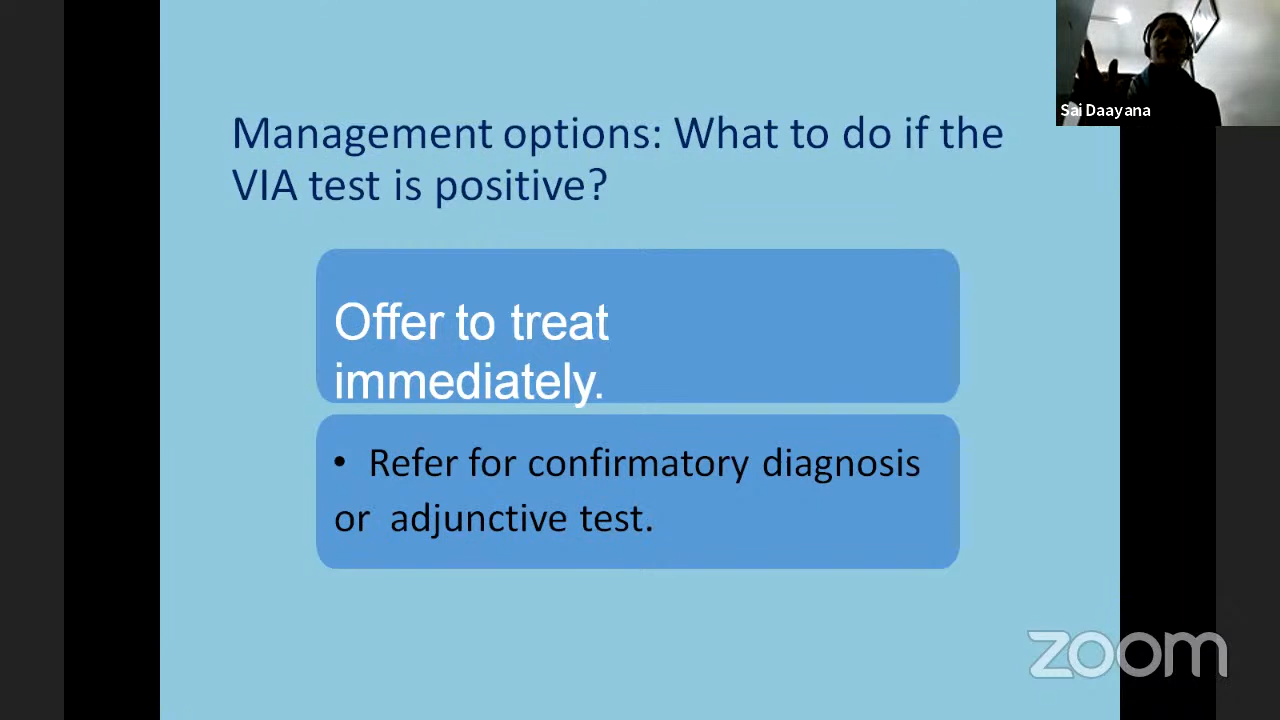 Sai Daayana
Management options: What to do if the
VIA test is positive?
Offer to treat
immediately.
• Refer for confirmatory diagnosis
or adjunctive test.
zoom